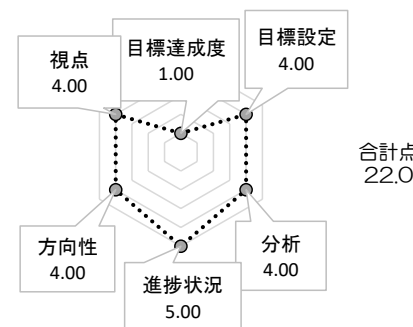 目標達成度
1.00
目標設定
4.00
視点
4.00
合計点
22.0
方向性
4.00
分析
4.00
進捗状況
5.00